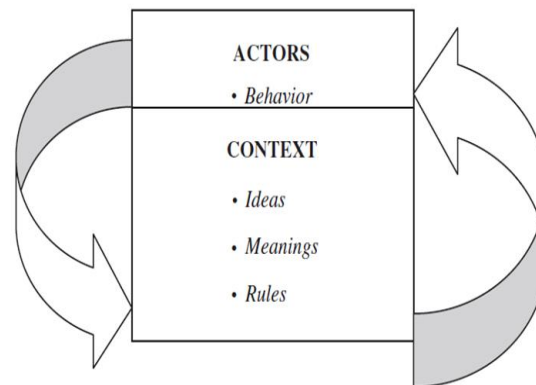 ACTORS
• Behavior
CONTEXT
• Ideas
• Meanings
• Rules